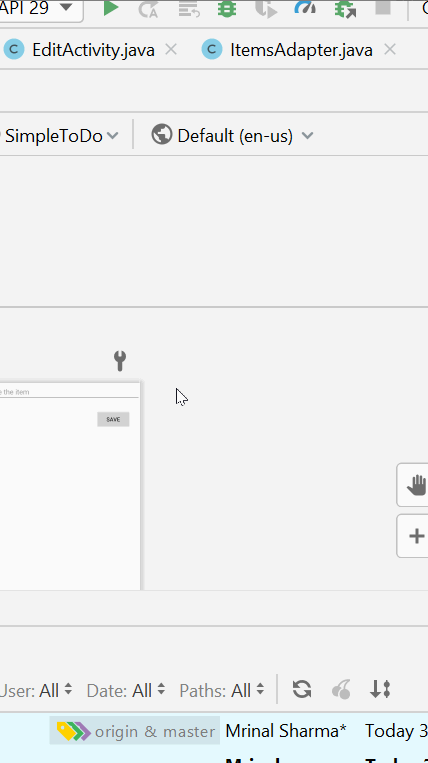 API 29
C EditActivity.java
C ItemsAdapter.java
SimpleToDo
Default (en-us)
the item
SAVE
User: All
Date: All
Paths: All
origin & master
Mrinal Sharma*
Today 3